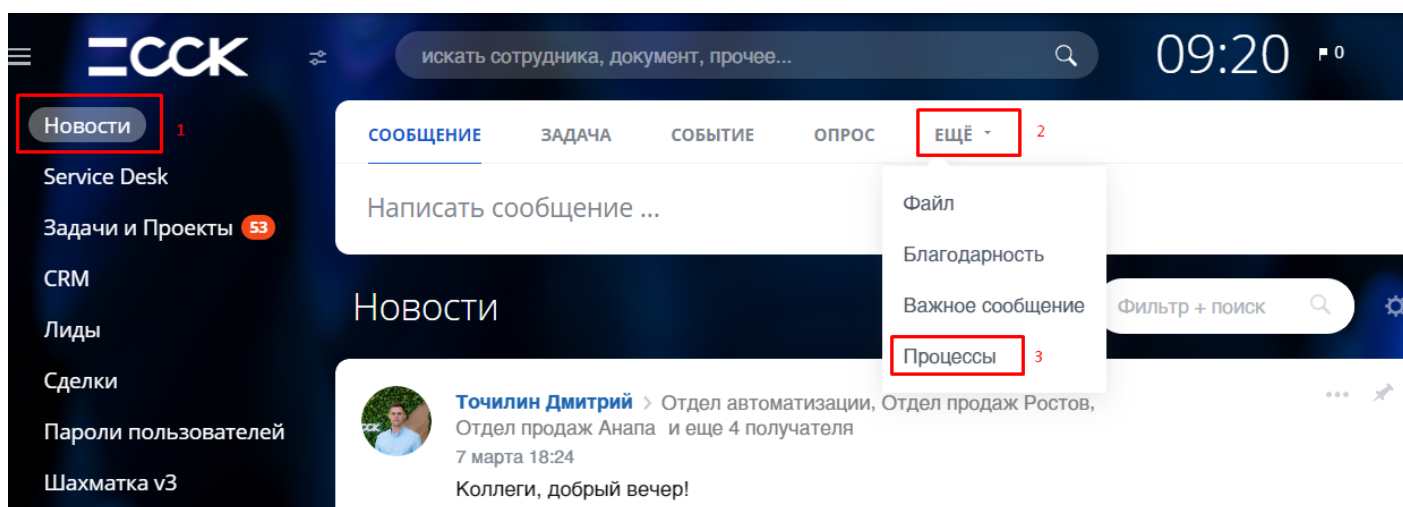 ССК
искать сотрудника, документ, прочее...
09:20
0
Новости
1
СООБЩЕНИЕ
ЗАДАЧА
СОБЫТИЕ
ОПРОС
ЕЩЁ
2
Service Desk
Написать сообщение ...
Файл
Задачи и Проекты 53
Благодарность
CRM
Новости
Важное сообщение
Фильтр + поиск
Лиды
Процессы
3
Сделки
Точилин Дмитрий > Отдел автоматизации, Отдел продаж Ростов,
Пароли пользователей
Отдел продаж Анапа и еще 4 получателя
7 марта 18:24
Шахматка v3
Коллеги, добрый вечер!